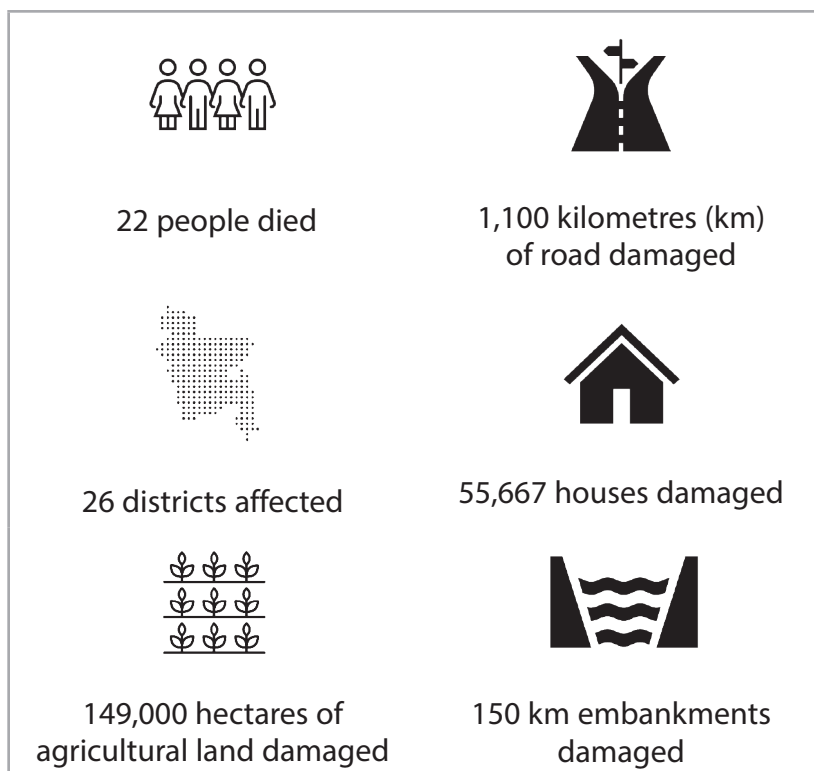 22 people died
1,100 kilometres (km)
of road damaged
26 districts affected
55,667 houses damaged
149,000 hectares of
agricultural land damaged
150 km embankments
damaged